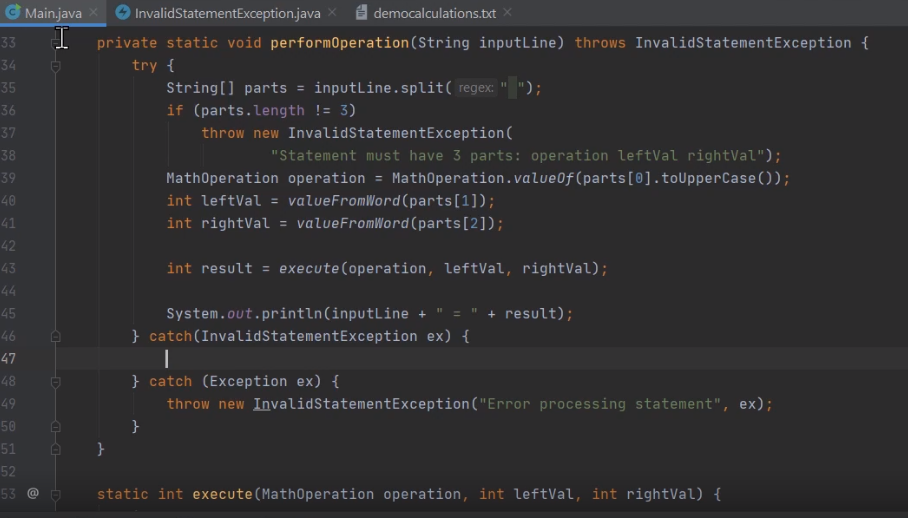 Main.java InvalidStatementException.java democalculations.txt
33 private static void performOperation(String inputLine) throws InvalidStatementException {
34 try {
35 String[] parts = inputLine.split( regex: " ");
36 if (parts.length != 3)
37 throw new InvalidStatementException(
38 "Statement must have 3 parts: operation leftVal rightVal");
39 MathOperation operation = MathOperation.valueOf(parts[0].toUpperCase());
40 int leftVal = valueFromWord(parts[1]);
41 int rightVal = valueFromWord(parts[2]);
42
43 int result = execute(operation, leftVal, rightVal);
44
45 System.out.println(inputLine + " = " + result);
46 } catch(InvalidStatementException ex) {
47
48 } catch (Exception ex) {
49 throw new InvalidStatementException("Error processing statement", ex);
50 }
51 }
52
53 @ static int execute(MathOperation operation, int leftVal, int rightVal) {